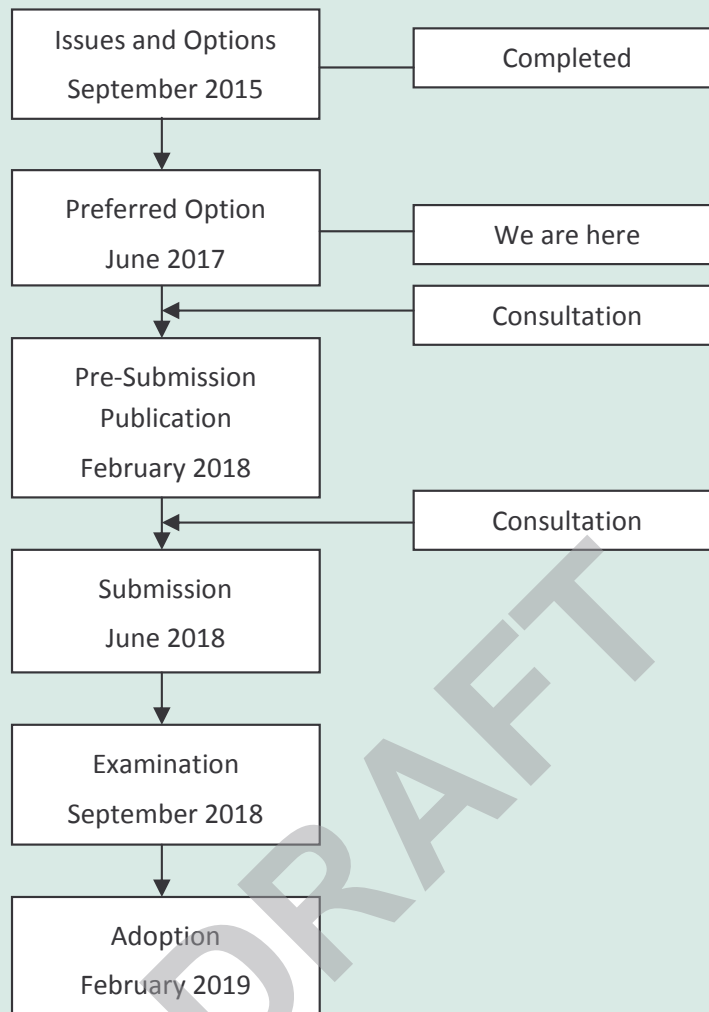 Issues and Options
September 2015
Completed
Preferred Option
June 2017
We are here
Consultation
Pre-Submission
Publication
February 2018
Consultation
Submission
June 2018
Examination
September 2018
Adoption
February 2019
DRAFT